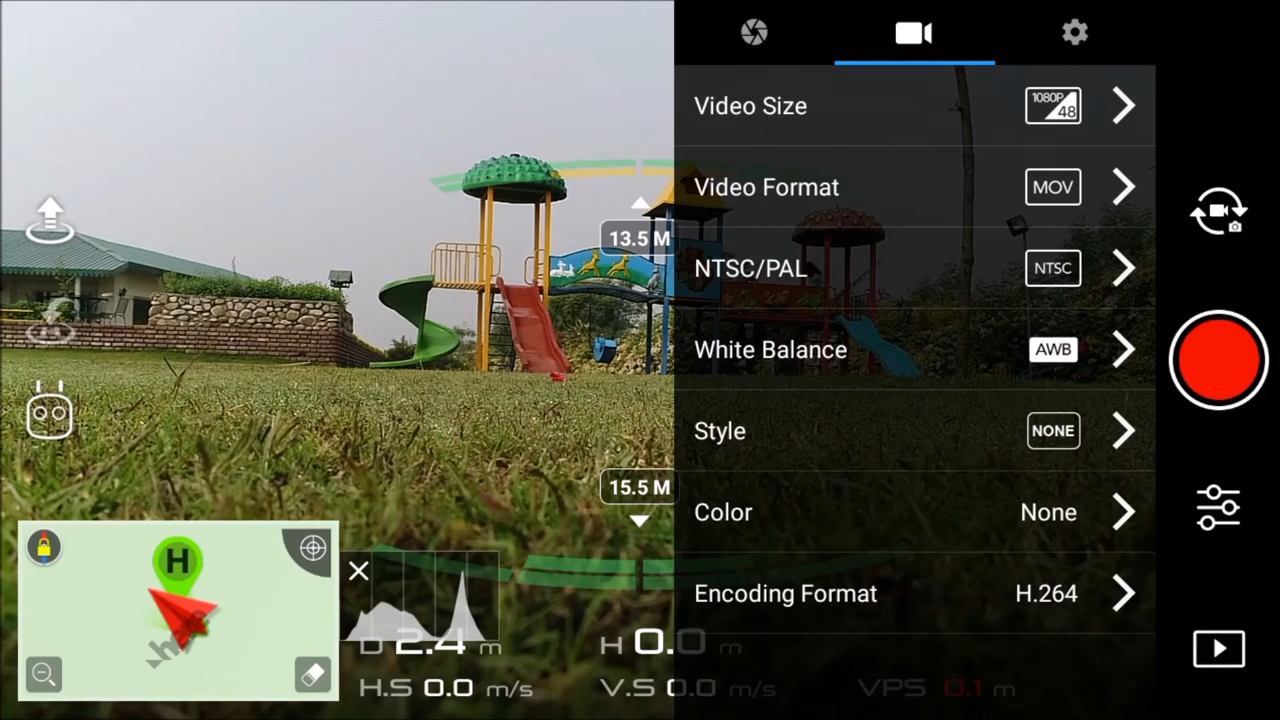 Video Size
1080P
48
Video Format
MOV
NTSC/PAL
NTSC
White Balance
AWB
Style
NONE
Color
None
Encoding Format
H.264
13.5 M
15.5 M
H
D 2.4 m
H 0.0 m
H.S 0.0 m/s
V.S 0.0 m/s
VPS 0.1 m